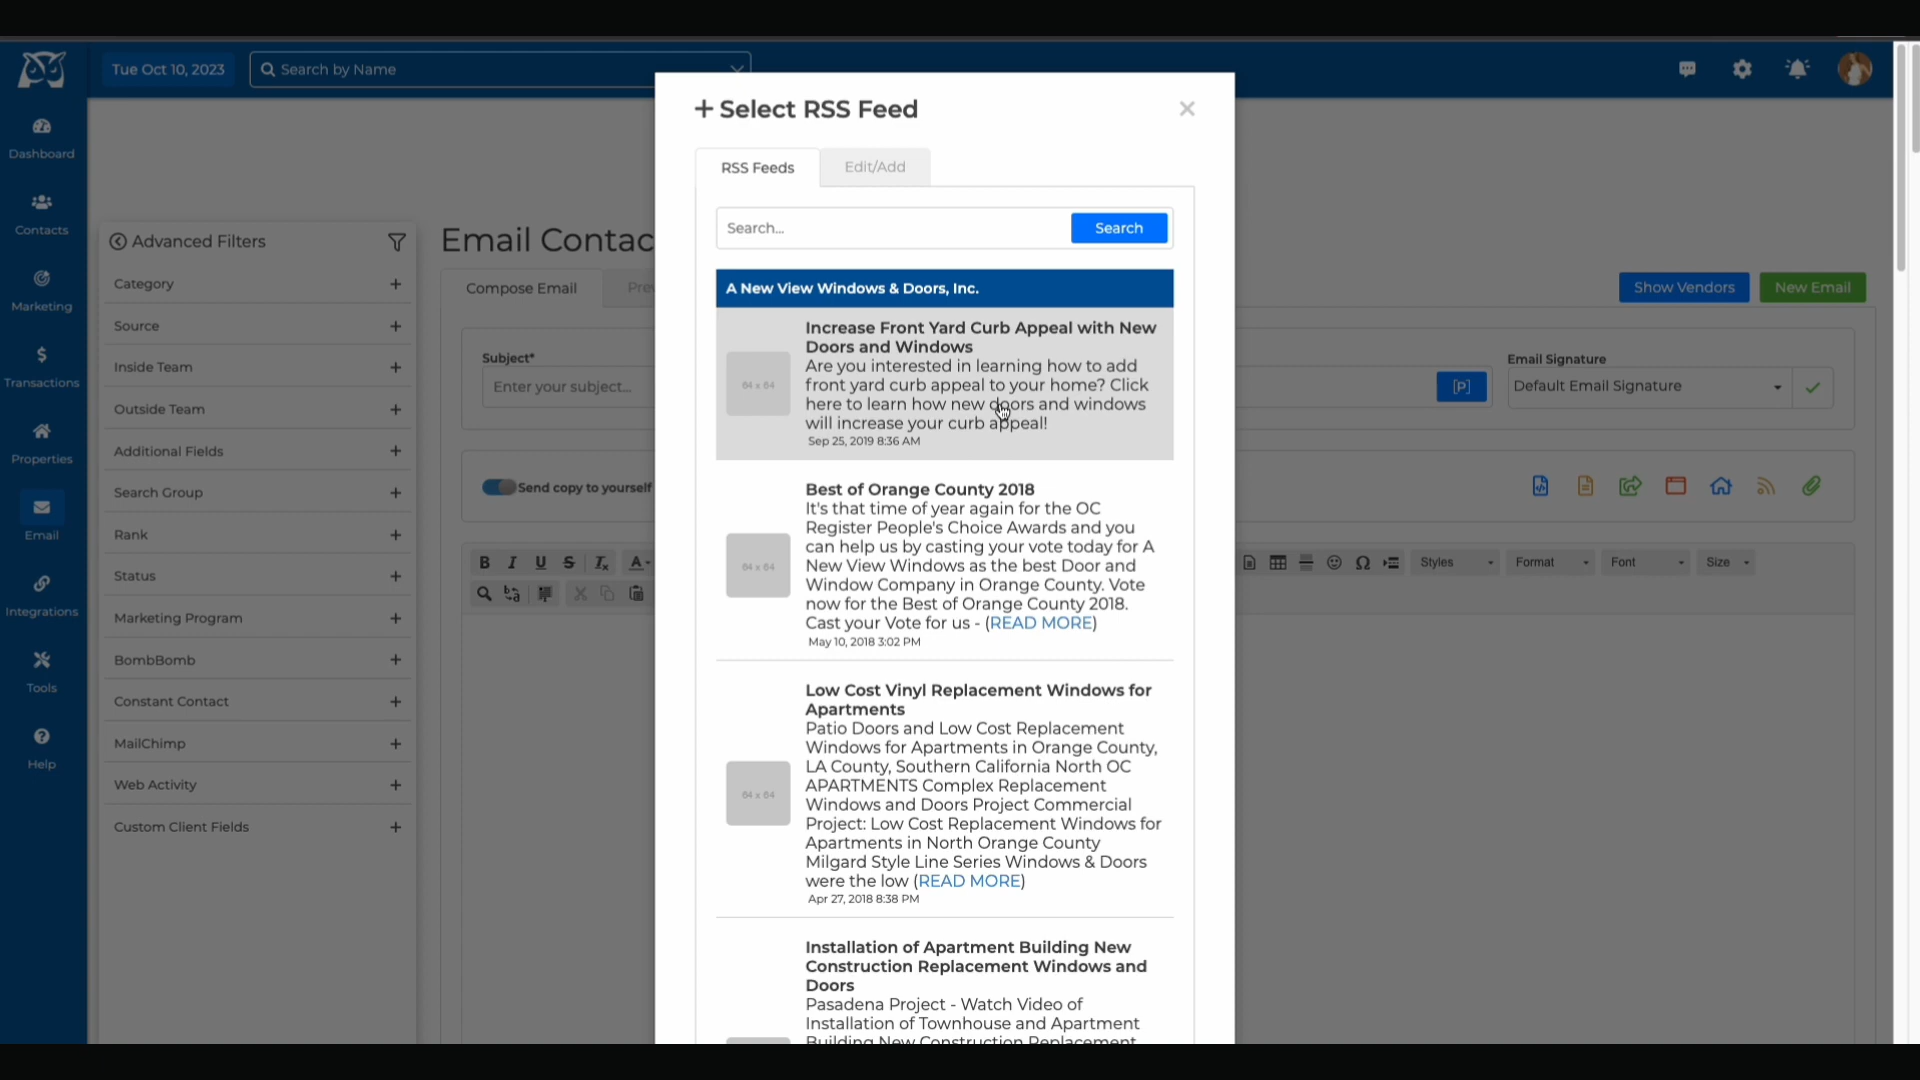 Tue Oct 10, 2023
Search by Name
Dashboard
Contacts
Marketing
Transactions
Properties
Email
Integrations
Tools
Help
Advanced Filters
Category
Source
Inside Team
Outside Team
Additional Fields
Search Group
Rank
Status
Marketing Program
BombBomb
Constant Contact
MailChimp
Web Activity
Custom Client Fields
Email Contac
Compose Email
Show Vendors
New Email
Subject*
Enter your subject...
[P]
Email Signature
Default Email Signature
Send copy to yourself
Styles
Format
Font
Size
+ Select RSS Feed
RSS Feeds
Edit/Add
Search...
Search
A New View Windows & Doors, Inc.
64 x 64
Increase Front Yard Curb Appeal with New
Doors and Windows
Are you interested in learning how to add
front yard curb appeal to your home? Click
here to learn how new doors and windows
will increase your curb appeal!
Sep 25, 2019 8:36 AM
64 x 64
Best of Orange County 2018
It's that time of year again for the OC
Register People's Choice Awards and you
can help us by casting your vote today for A
New View Windows as the best Door and
Window Company in Orange County. Vote
now for the Best of Orange County 2018.
Cast your Vote for us - (READ MORE)
May 10, 2018 3:02 PM
64 x 64
Low Cost Vinyl Replacement Windows for
Apartments
Patio Doors and Low Cost Replacement
Windows for Apartments in Orange County,
LA County, Southern California North OC
APARTMENTS Complex Replacement
Windows and Doors Project Commercial
Project: Low Cost Replacement Windows for
Apartments in North Orange County
Milgard Style Line Series Windows & Doors
were the low (READ MORE)
Apr 27, 2018 8:38 PM
Installation of Apartment Building New
Construction Replacement Windows and
Doors
Pasadena Project - Watch Video of
Installation of Townhouse and Apartment
Building New Construction Replacement